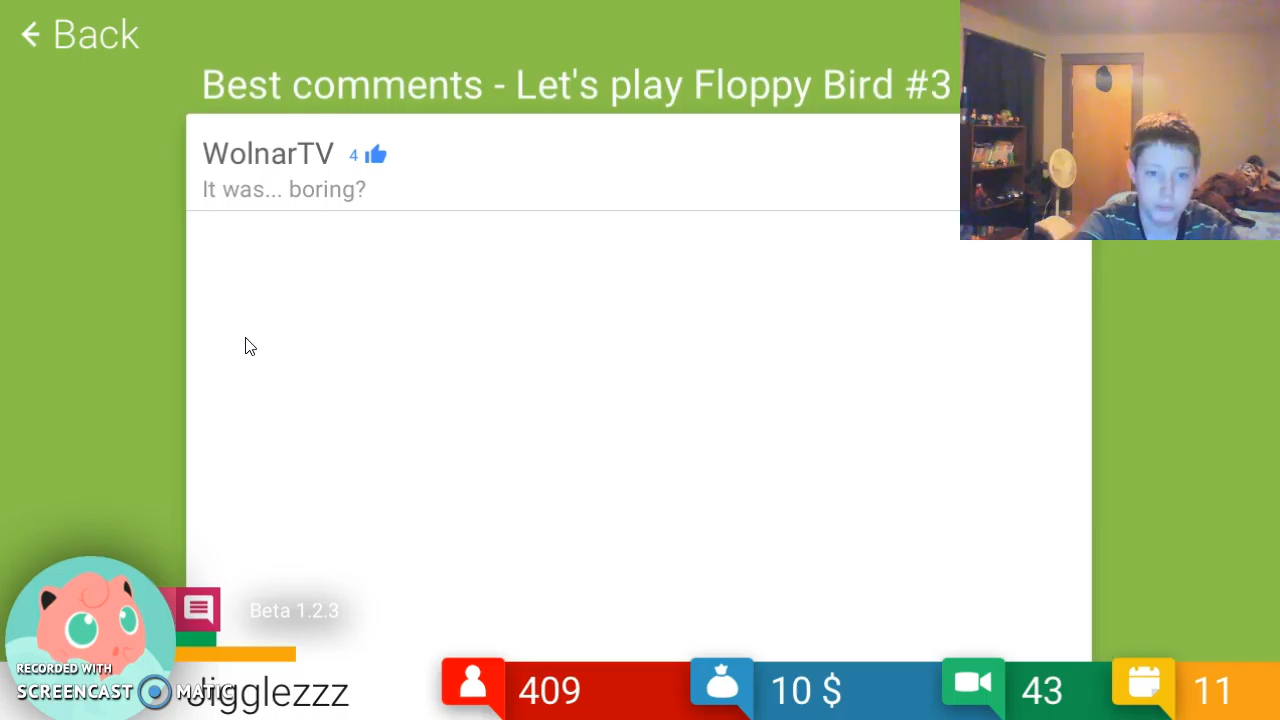 Back
Best comments - Let's play Floppy Bird #3
WolnarTV 4
It was... boring?
Beta 1.2.3
RECORDED WITH
SCREENCAST MATIC
Jigglezzz
409
10 $
43
11